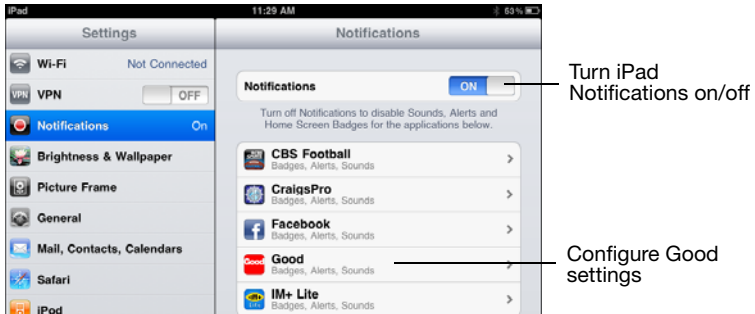 iPad 11:29 AM 53%
Settings
Notifications
Wi-Fi Not Connected
VPN VPN OFF
Notifications On
Brightness & Wallpaper
Picture Frame
General
Mail, Contacts, Calendars
Safari
iPod
Notifications ON
Turn off Notifications to disable Sounds, Alerts and
Home Screen Badges for the applications below.
CBS Football
Badges, Alerts, Sounds
CraigsPro
Badges, Alerts, Sounds
Facebook
Badges, Alerts, Sounds
Good Good
Badges, Alerts, Sounds
IM+ Lite
Badges, Alerts, Sounds
Turn iPad
Notifications on/off
Configure Good
settings